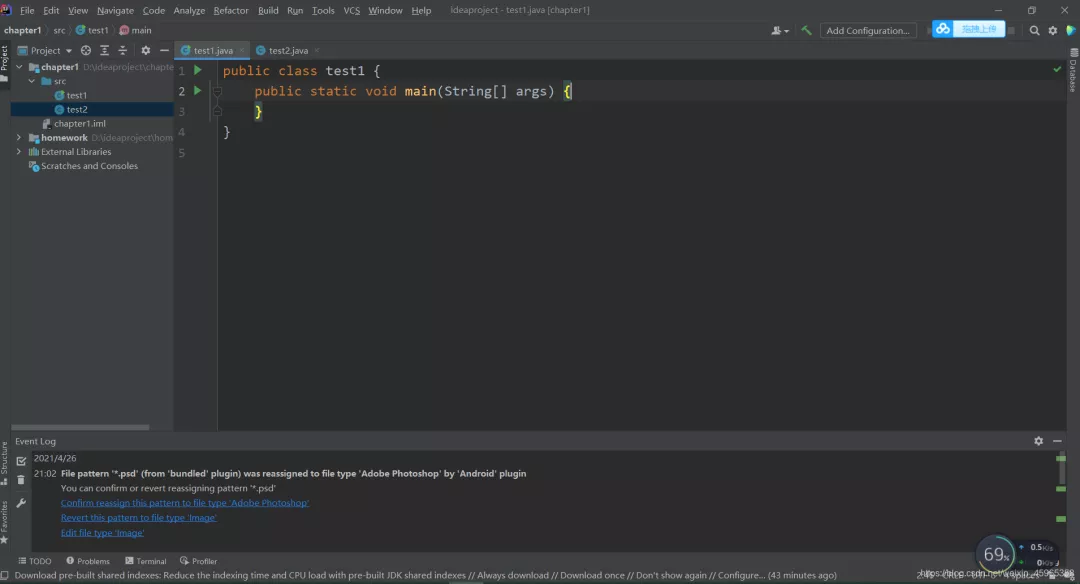 File Edit View Navigate Code Analyze Refactor Build Run Tools VCS Window Help ideaproject - test1.java [chapter1]
chapter1 src test1 main Add Configuration... 拖拽上传
Project test1.java test2.java
Project
Database
chapter1 D:\ideaproject\chapte
src
test1
test2
chapter1.iml
homework D:\ideaproject\hom
External Libraries
Scratches and Consoles
1 public class test1 {
2 public static void main(String[] args) {
3 }
4 }
5
Event Log
Structure
Favorites
2021/4/26
21:02 File pattern '*.psd' (from 'bundled' plugin) was reassigned to file type 'Adobe Photoshop' by 'Android' plugin
You can confirm or revert reassigning pattern '*.psd'
Confirm reassign this pattern to file type 'Adobe Photoshop'
Revert this pattern to file type 'Image'
Edit file type 'Image'
69%
0.5K/s
0K/s
TODO Problems Terminal Profiler
Download pre-built shared indexes: Reduce the indexing time and CPU load with pre-built JDK shared indexes // Always download // Download once // Don't show again // Configure... (43 minutes ago)